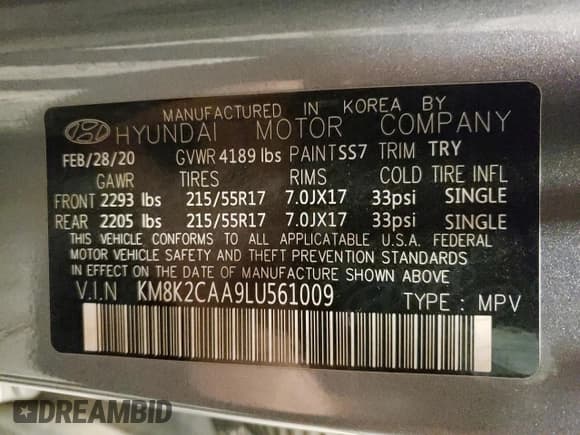 MANUFACTURED IN KOREA BY
HYUNDAI MOTOR COMPANY
FEB/28/20 GVWR 4189 lbs PAINT SS7 TRIM TRY
GAWR TIRES RIMS COLD TIRE INFL
FRONT 2293 lbs 215/55R17 7.0JX17 33psi SINGLE
REAR 2205 lbs 215/55R17 7.0JX17 33psi SINGLE
THIS VEHICLE CONFORMS TO ALL APPLICABLE U.S.A. FEDERAL
MOTOR VEHICLE SAFETY AND THEFT PREVENTION STANDARDS
IN EFFECT ON THE DATE OF MANUFACTURE SHOWN ABOVE.
V.I.N KM8K2CAA9LU561009 TYPE : MPV
DREAMBID